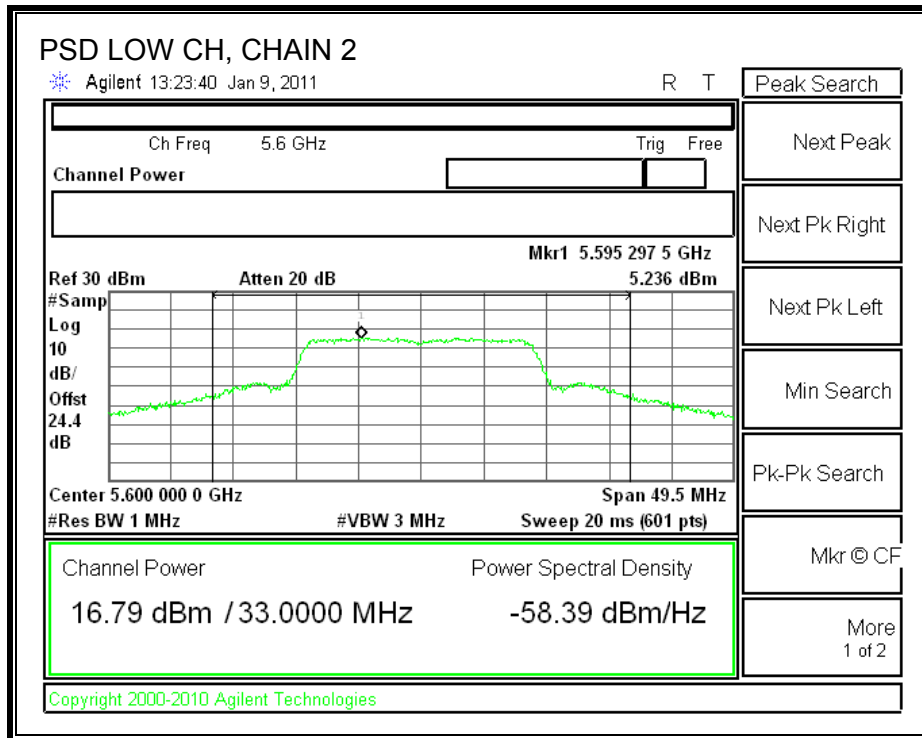 PSD LOW CH, CHAIN 2
Agilent 13:23:40 Jan 9, 2011 R T
Peak Search
Ch Freq 5.6 GHz Trig Free
Next Peak
Channel Power
Next Pk Right
Mkr1 5.595 297 5 GHz
Ref 30 dBm Atten 20 dB 5.236 dBm
#Samp
Log
10
dB/
Offst
24.4
dB
1
Next Pk Left
Min Search
Pk-Pk Search
Center 5.600 000 0 GHz Span 49.5 MHz
#Res BW 1 MHz #VBW 3 MHz Sweep 20 ms (601 pts)
Mkr © CF
Channel Power Power Spectral Density
16.79 dBm / 33.0000 MHz -58.39 dBm/Hz
More
1 of 2
Copyright 2000-2010 Agilent Technologies